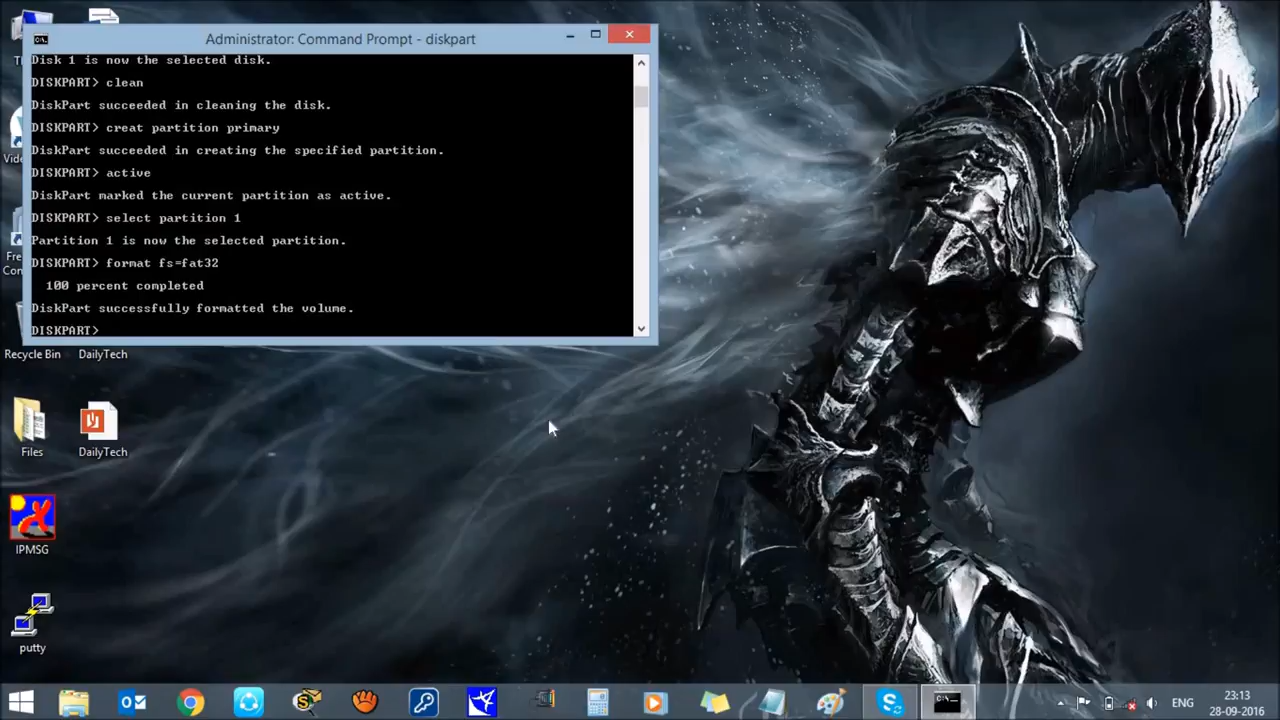 Administrator: Command Prompt - diskpart
Disk 1 is now the selected disk.
DISKPART> clean
DiskPart succeeded in cleaning the disk.
DISKPART> creat partition primary
DiskPart succeeded in creating the specified partition.
DISKPART> active
DiskPart marked the current partition as active.
DISKPART> select partition 1
Partition 1 is now the selected partition.
DISKPART> format fs=fat32
100 percent completed
DiskPart successfully formatted the volume.
DISKPART>
Recycle Bin
DailyTech
Files
DailyTech
IPMSG
putty
ENG
23:13
28-09-2016